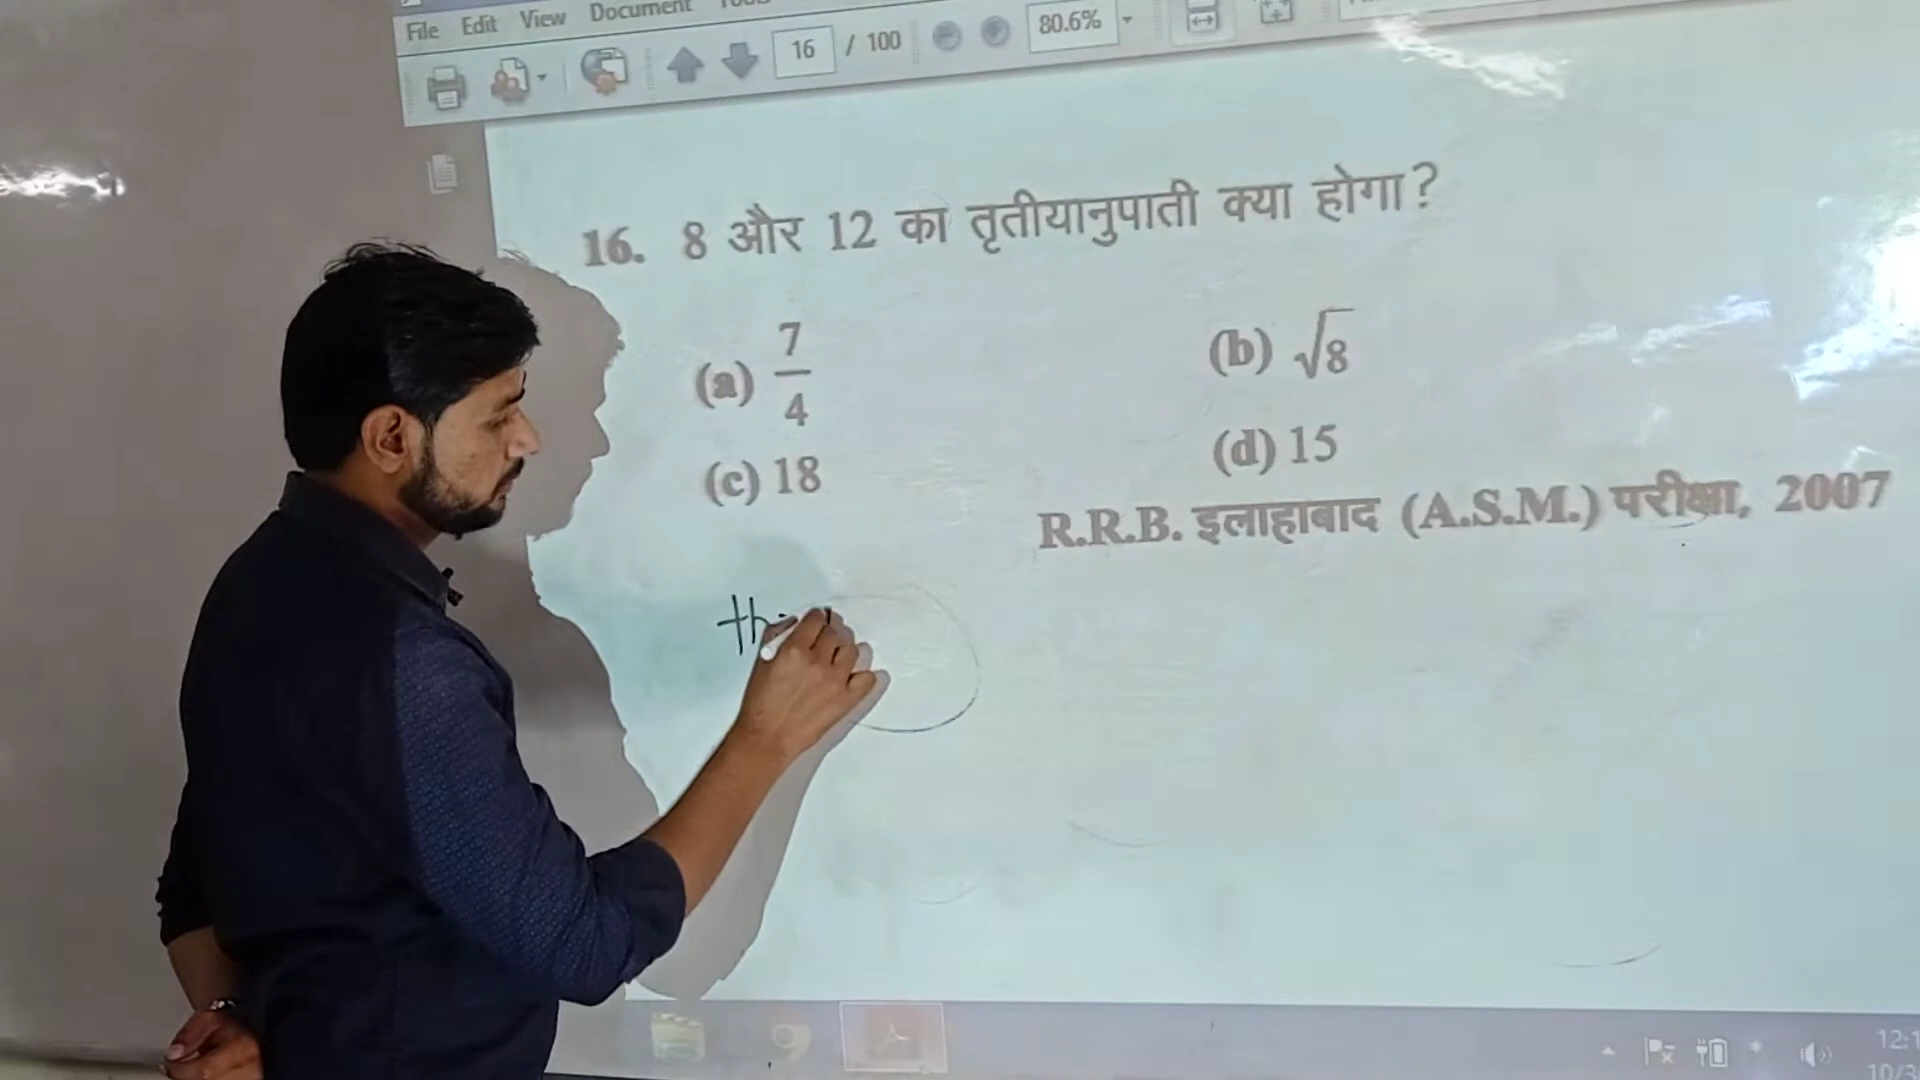 File Edit View Document
16 / 100 80.6%
16. 8 और 12 का तृतीयानुपाती क्या होगा?
(a) 7/4
(b) √8
(c) 18
(d) 15
R.R.B. इलाहाबाद (A.S.M.) परीक्षा, 2007